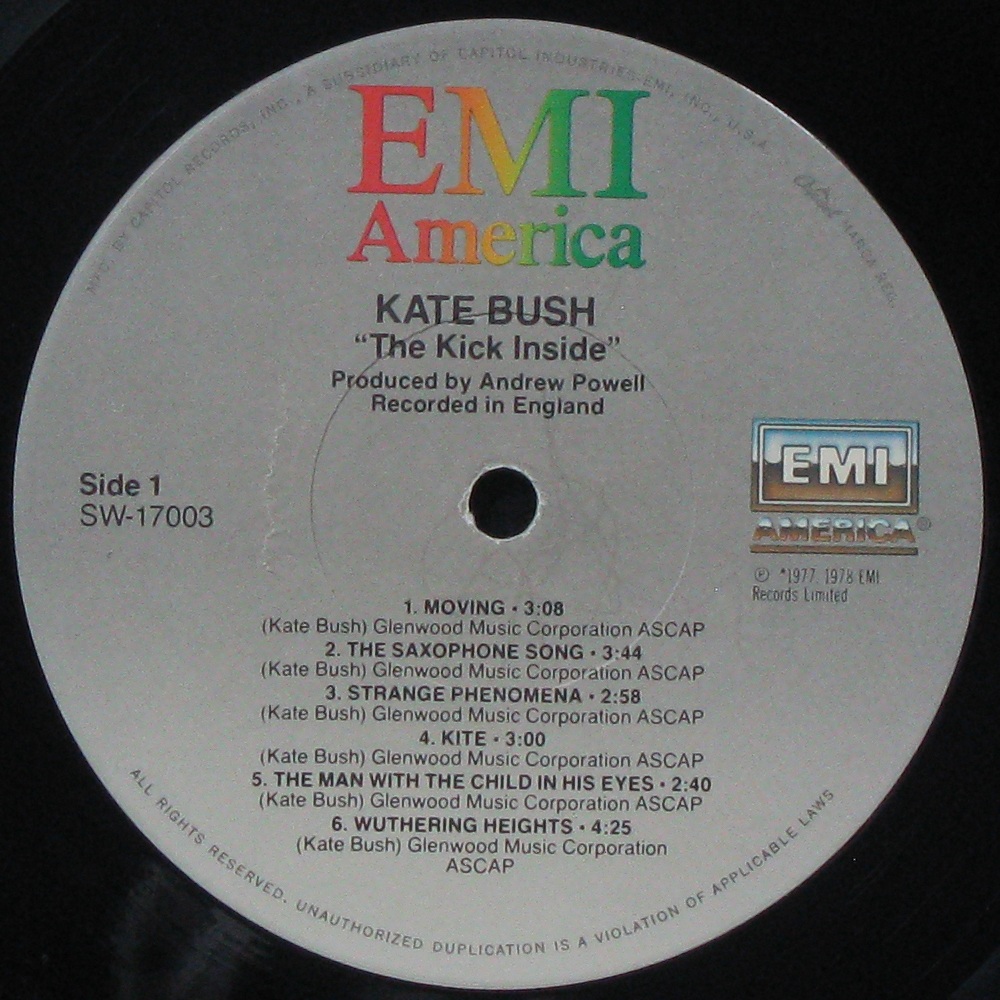 MFG. BY CAPITOL RECORDS, INC., A SUBSIDIARY OF CAPITOL INDUSTRIES-EMI, INC., U.S.A.
Capitol MARCA REG.
EMI
America
KATE BUSH
“The Kick Inside”
Produced by Andrew Powell
Recorded in England
Side 1
SW-17003
EMI
AMERICA®
℗ *1977, 1978 EMI
Records Limited
1. MOVING • 3:08
(Kate Bush) Glenwood Music Corporation ASCAP
2. THE SAXOPHONE SONG • 3:44
(Kate Bush) Glenwood Music Corporation ASCAP
3. STRANGE PHENOMENA • 2:58
(Kate Bush) Glenwood Music Corporation ASCAP
4. KITE • 3:00
(Kate Bush) Glenwood Music Corporation ASCAP
5. THE MAN WITH THE CHILD IN HIS EYES • 2:40
(Kate Bush) Glenwood Music Corporation ASCAP
6. WUTHERING HEIGHTS • 4:25
(Kate Bush) Glenwood Music Corporation
ASCAP
ALL RIGHTS RESERVED. UNAUTHORIZED DUPLICATION IS A VIOLATION OF APPLICABLE LAWS